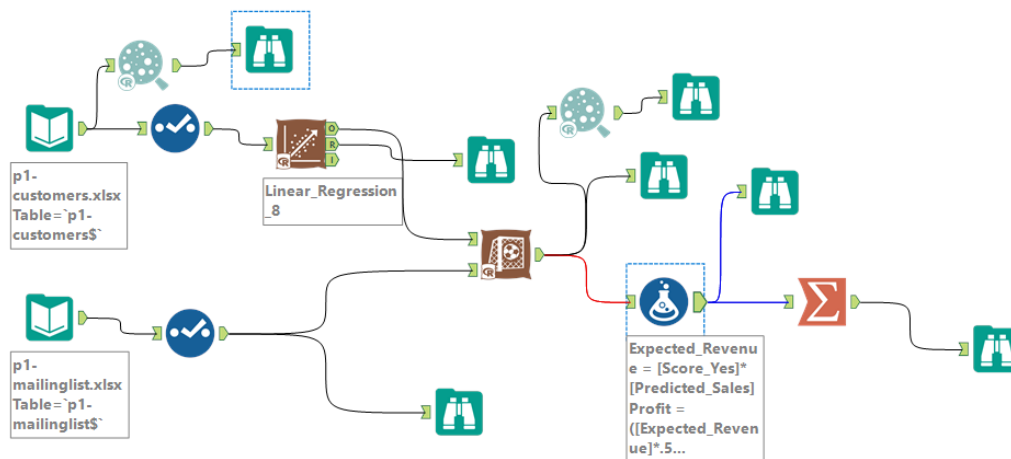 O
R
I
p1-
customers.xlsx
Table=`p1-
customers$`
Linear_Regression
_8
p1-
mailinglist.xlsx
Table=`p1-
mailinglist$`
Expected_Revenu
e = [Score_Yes]*
[Predicted_Sales]
Profit =
([Expected_Reven
ue]*.5...